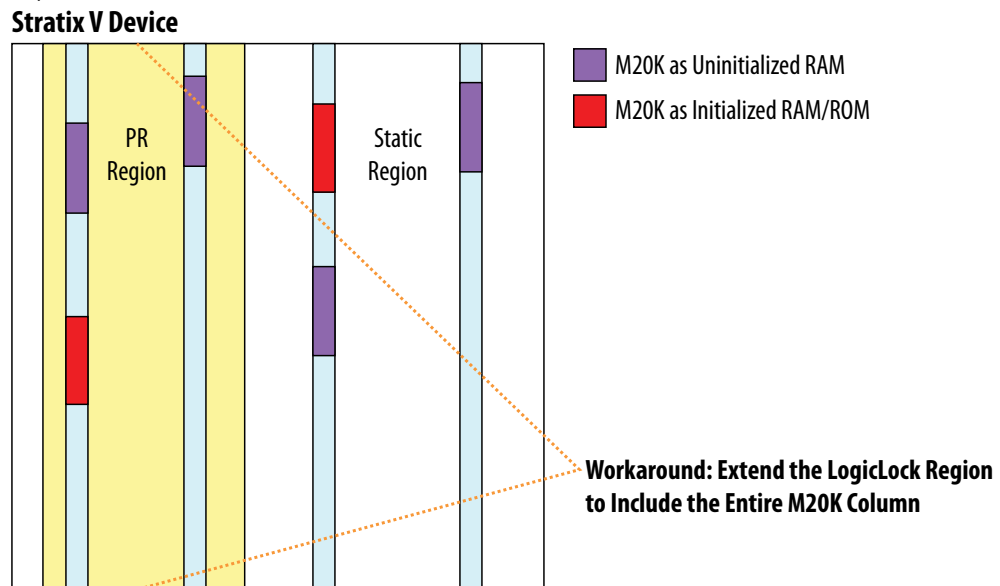 Stratix V Device
M20K as Uninitialized RAM
M20K as Initialized RAM/ROM
PR
Region
Static
Region
Workaround: Extend the LogicLock Region
to Include the Entire M20K Column